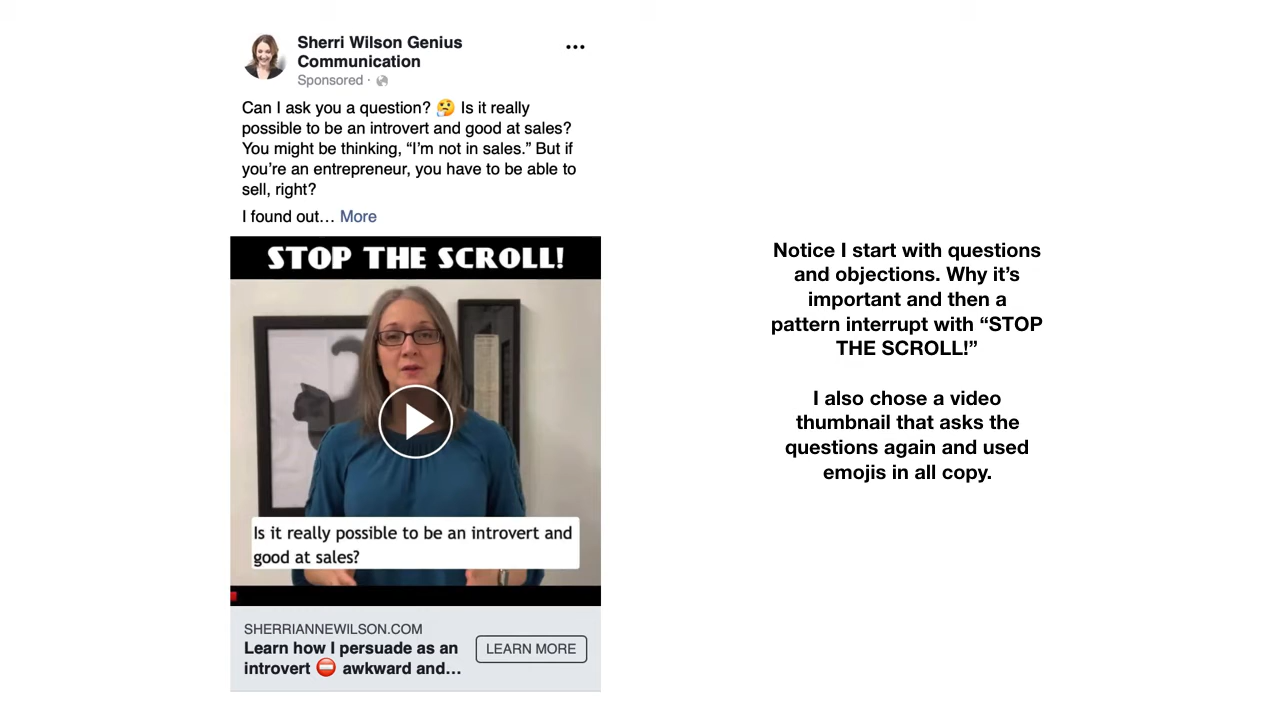 Sherri Wilson Genius
Communication
Sponsored ·
Can I ask you a question? 🤔 Is it really
possible to be an introvert and good at sales?
You might be thinking, “I’m not in sales.” But if
you’re an entrepreneur, you have to be able to
sell, right?
I found out… More
STOP THE SCROLL!
Is it really possible to be an introvert and
good at sales?
SHERRIANNEWILSON.COM
Learn how I persuade as an
introvert ⛔ awkward and…
LEARN MORE
Notice I start with questions
and objections. Why it’s
important and then a
pattern interrupt with “STOP
THE SCROLL!”
I also chose a video
thumbnail that asks the
questions again and used
emojis in all copy.